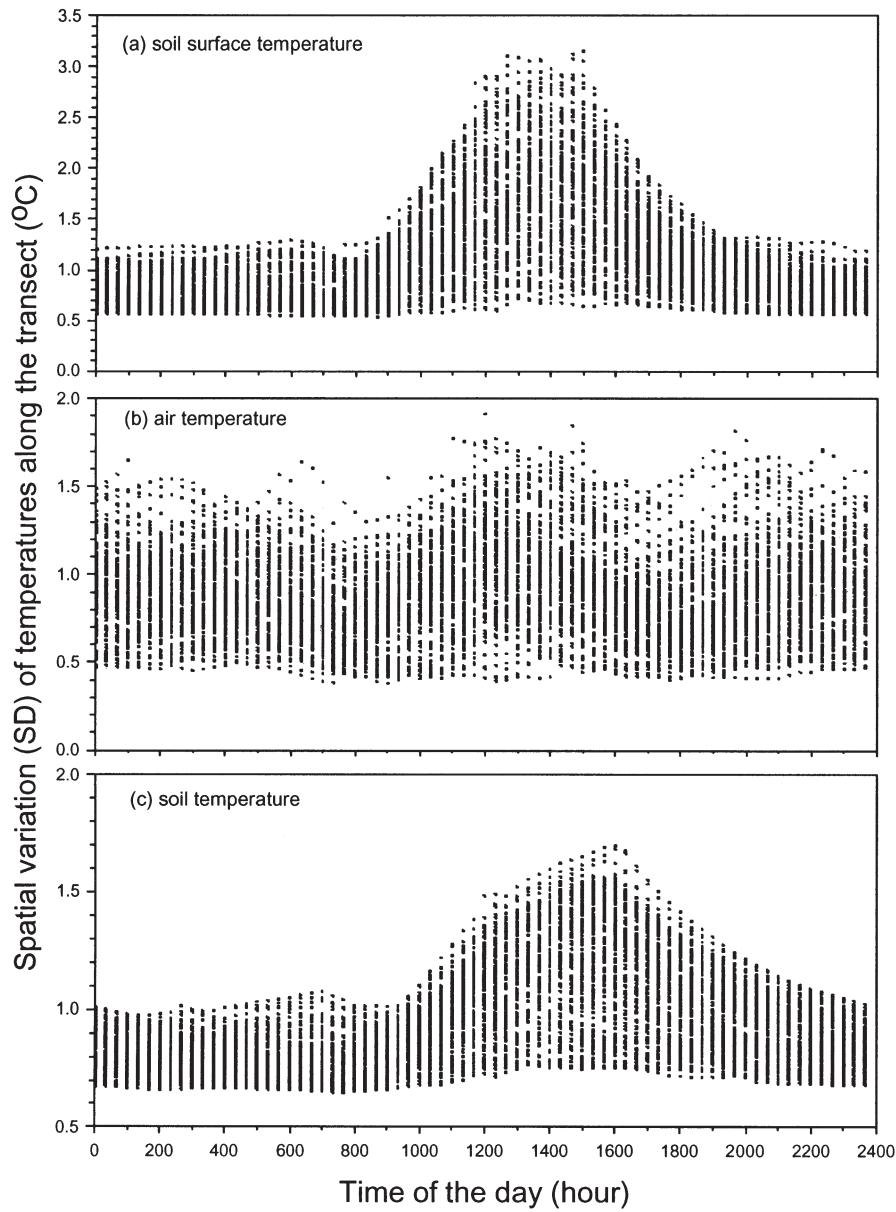 Spatial variation (SD) of temperatures along the transect (ºC)
3.5
(a) soil surface temperature
3.0
2.5
2.0
1.5
1.0
0.5
0.0
2.0
(b) air temperature
1.5
1.0
0.5
0.0
2.0
(c) soil temperature
1.5
1.0
0.5
0 200 400 600 800 1000 1200 1400 1600 1800 2000 2200 2400
Time of the day (hour)